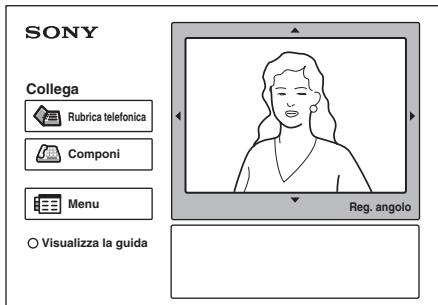 SONY
Collega
Rubrica telefonica
Componi
Menu
Visualizza la guida
Reg. angolo